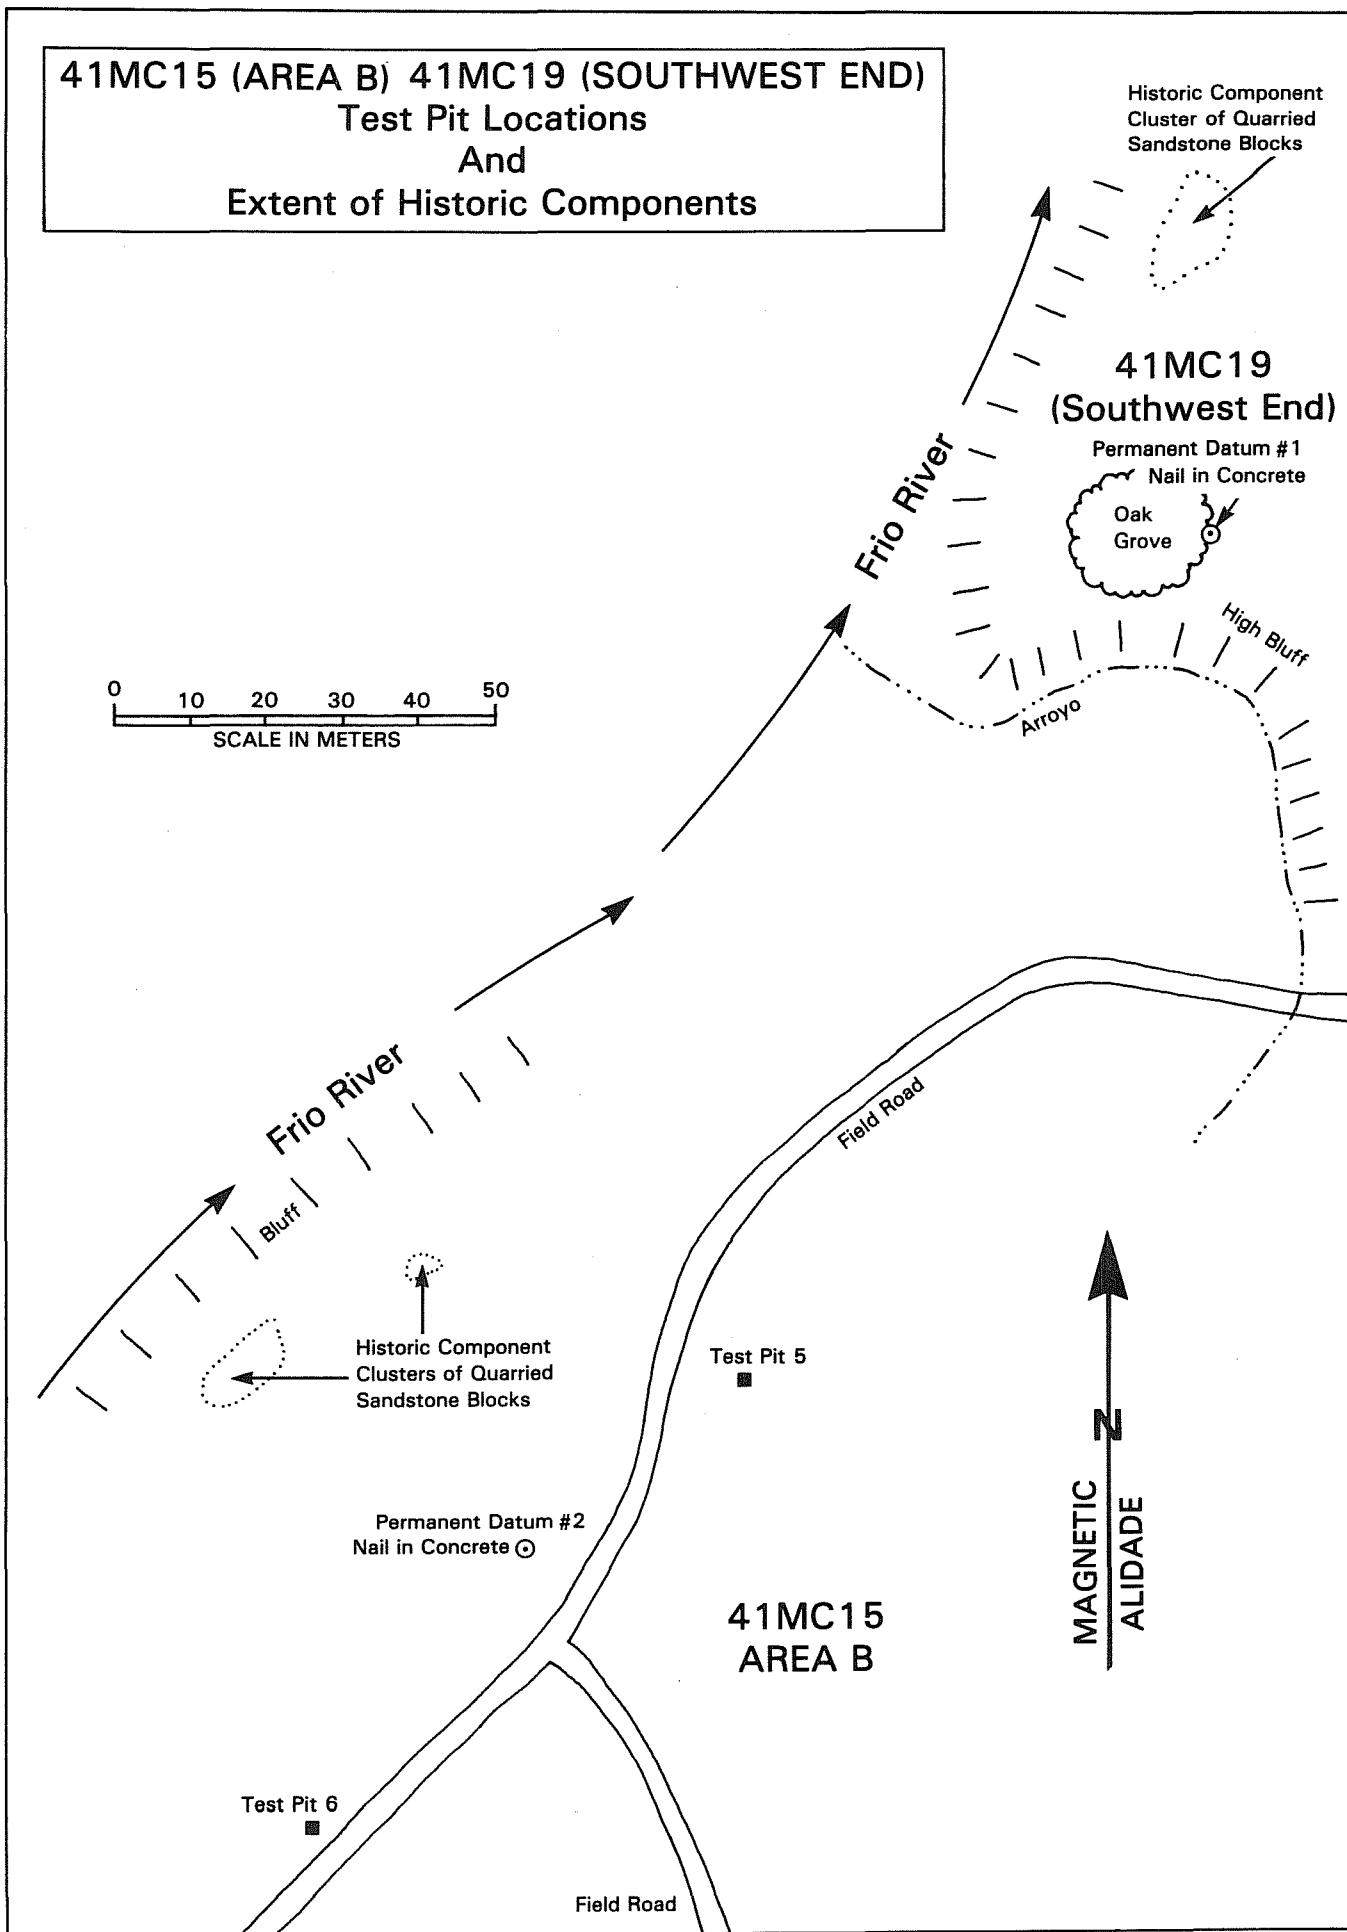 41MC15 (AREA B) 41MC19 (SOUTHWEST END)
Test Pit Locations
And
Extent of Historic Components
Historic Component
Cluster of Quarried
Sandstone Blocks
41MC19
(Southwest End)
Permanent Datum #1
Nail in Concrete
Oak
Grove
Frio River
High Bluff
Arroyo
0 10 20 30 40 50
SCALE IN METERS
Frio River
Bluff
Field Road
Historic Component
Clusters of Quarried
Sandstone Blocks
Test Pit 5
N
MAGNETIC
ALIDADE
Permanent Datum #2
Nail in Concrete
41MC15
AREA B
Test Pit 6
Field Road